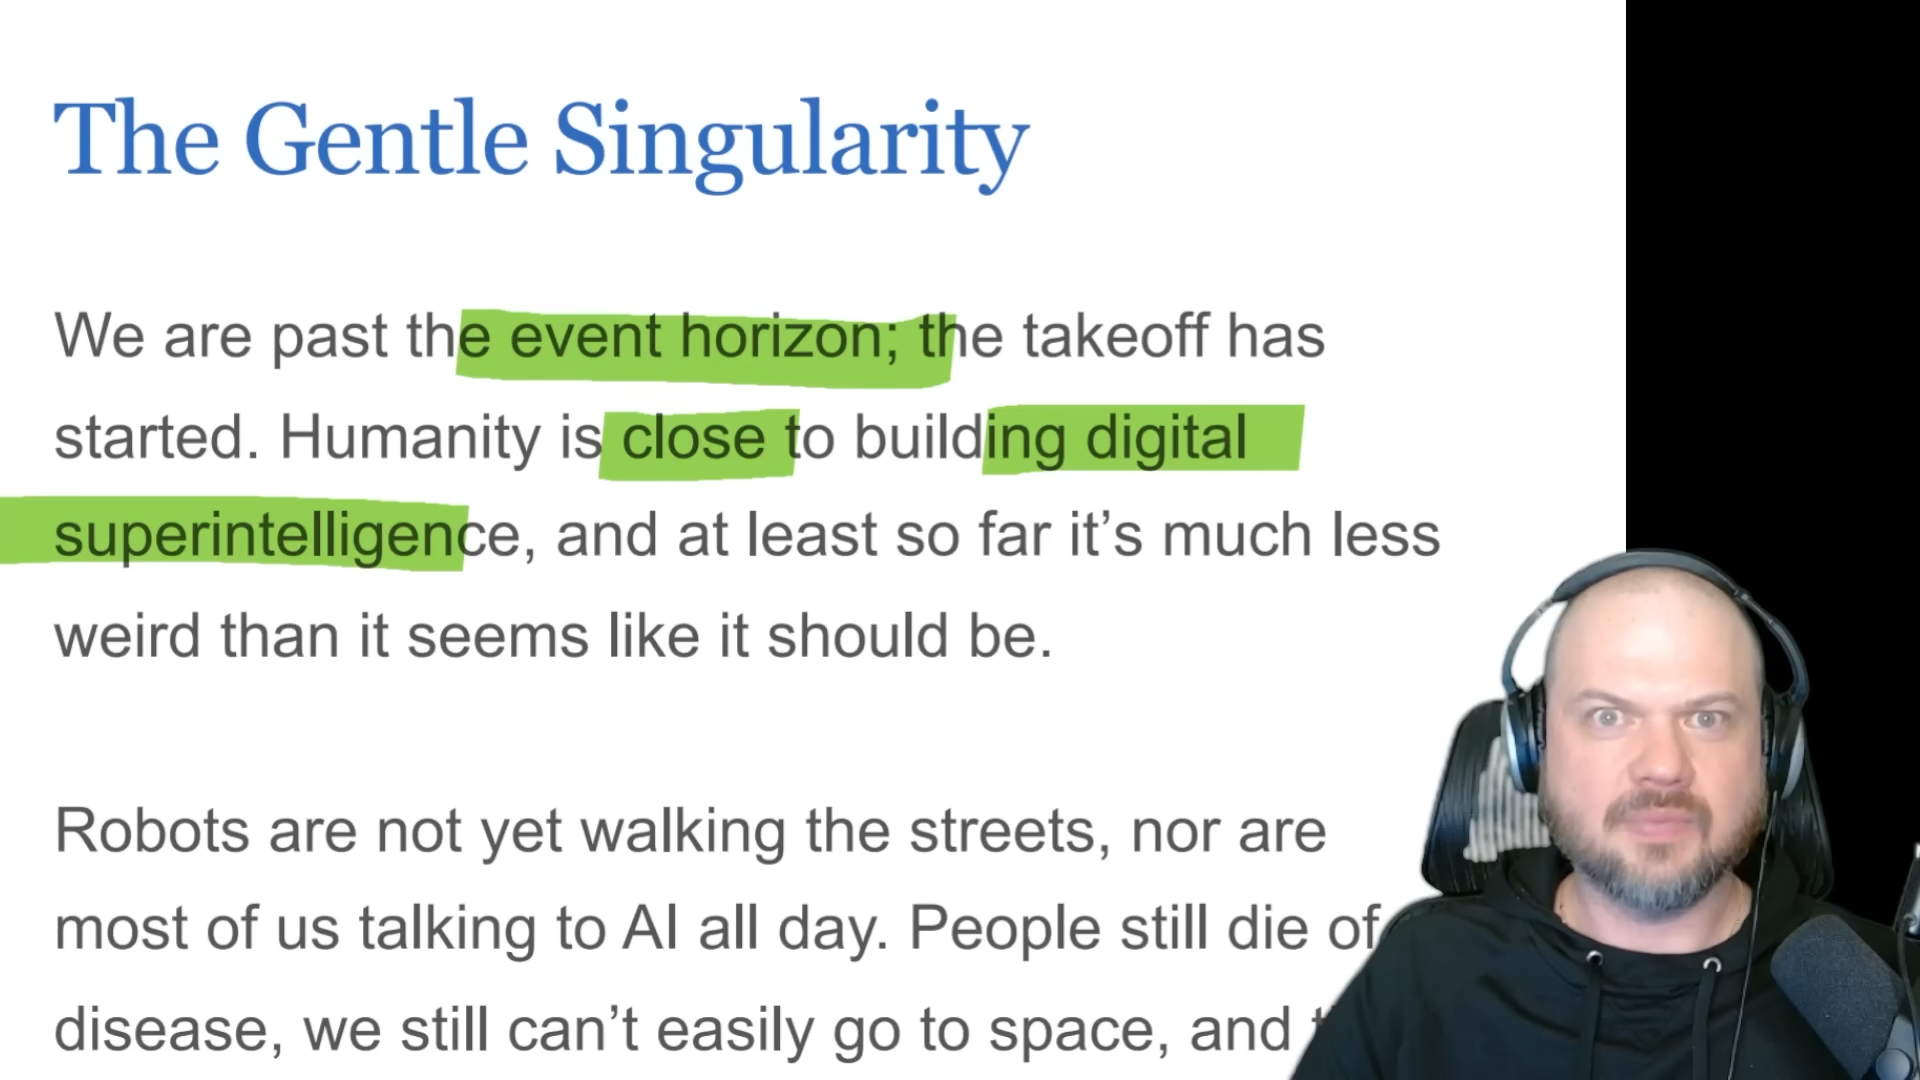 The Gentle Singularity
We are past the event horizon; the takeoff has
started. Humanity is close to building digital
superintelligence, and at least so far it’s much less
weird than it seems like it should be.
Robots are not yet walking the streets, nor are
most of us talking to AI all day. People still die of
disease, we still can’t easily go to space, and